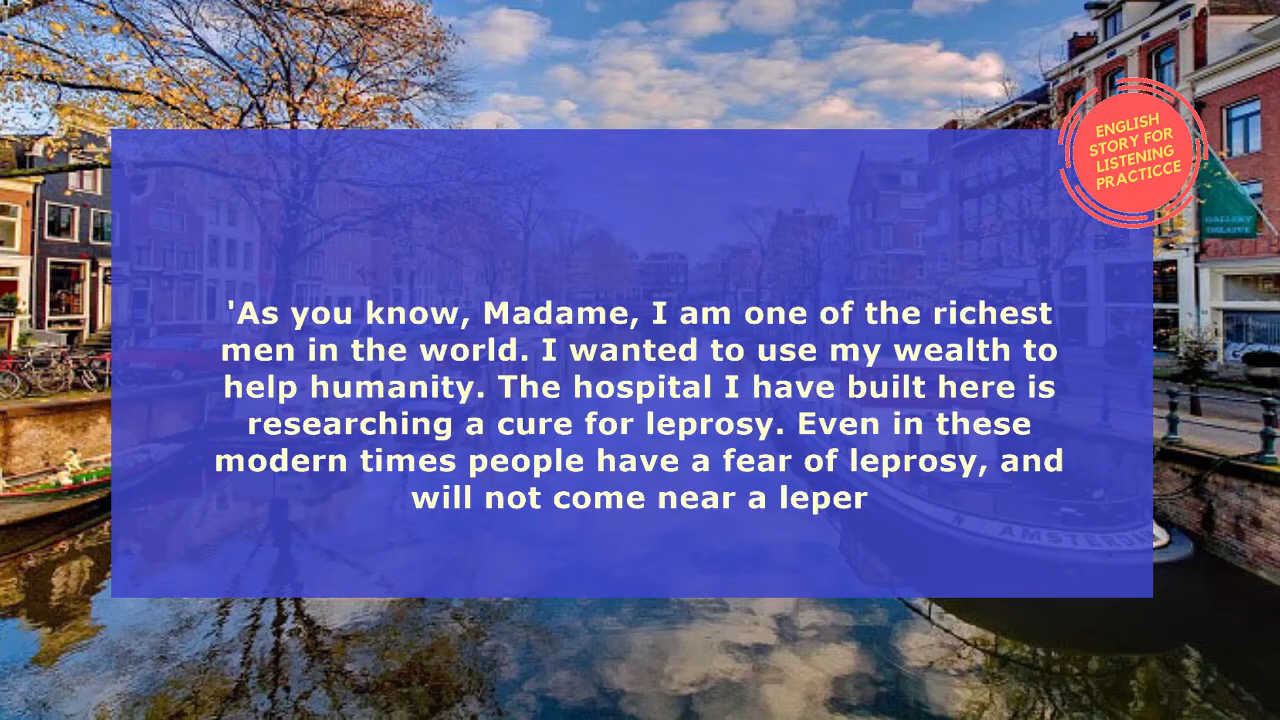 ENGLISH
STORY FOR
LISTENING
PRACTICCE
GALLERY
'As you know, Madame, I am one of the richest
men in the world. I wanted to use my wealth to
help humanity. The hospital I have built here is
researching a cure for leprosy. Even in these
modern times people have a fear of leprosy, and
will not come near a leper